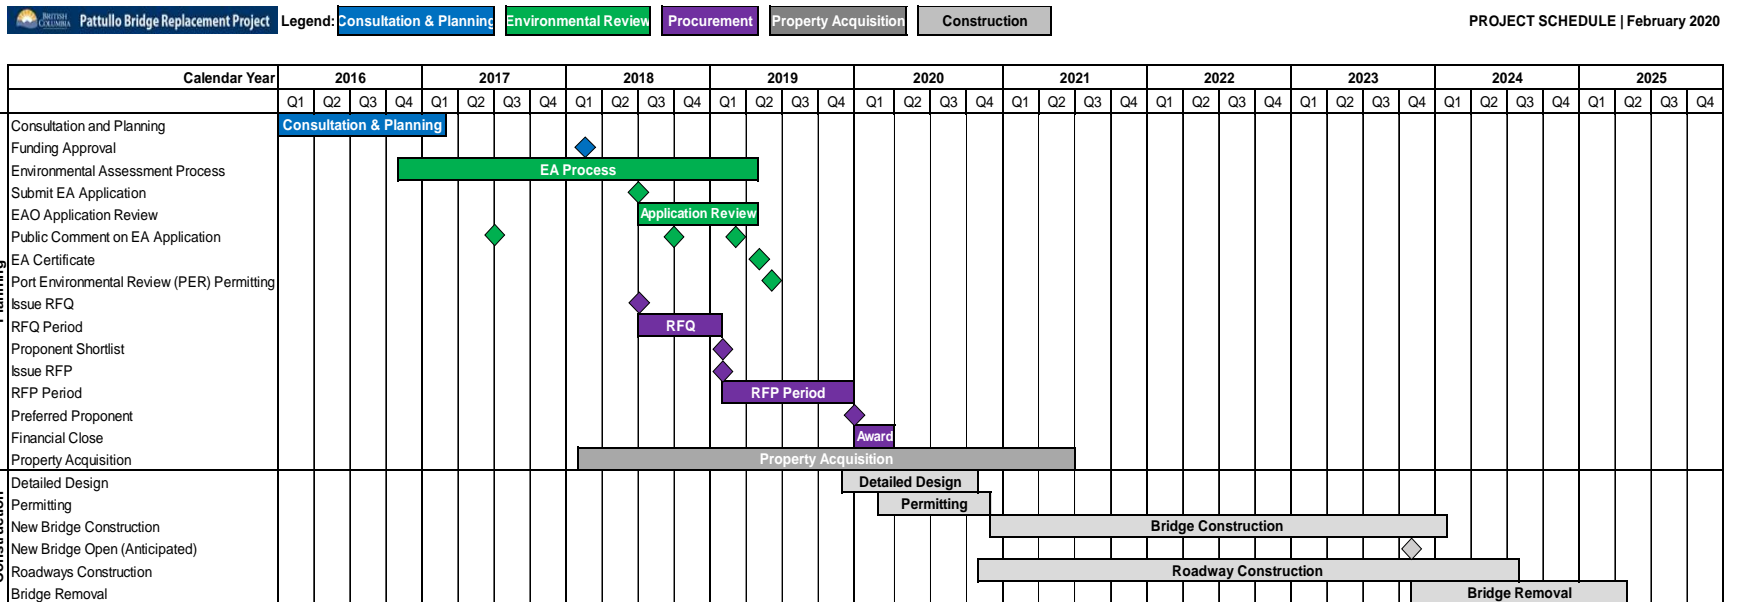 BRITISH COLUMBIA Pattullo Bridge Replacement Project Legend: Consultation & Planning Environmental Review Procurement Property Acquisition Construction PROJECT SCHEDULE | February 2020
Calendar Year 2016 2017 2018 2019 2020 2021 2022 2023 2024 2025
Q1 Q2 Q3 Q4 Q1 Q2 Q3 Q4 Q1 Q2 Q3 Q4 Q1 Q2 Q3 Q4 Q1 Q2 Q3 Q4 Q1 Q2 Q3 Q4 Q1 Q2 Q3 Q4 Q1 Q2 Q3 Q4 Q1 Q2 Q3 Q4 Q1 Q2 Q3 Q4
Planning
Consultation and Planning Consultation & Planning
Funding Approval
Environmental Assessment Process EA Process
Submit EA Application
EAO Application Review Application Review
Public Comment on EA Application
EA Certificate
Port Environmental Review (PER) Permitting
Issue RFQ
RFQ Period RFQ
Proponent Shortlist
Issue RFP
RFP Period RFP Period
Preferred Proponent
Financial Close Award
Property Acquisition Property Acquisition
Construction
Detailed Design Detailed Design
Permitting Permitting
New Bridge Construction Bridge Construction
New Bridge Open (Anticipated)
Roadways Construction Roadway Construction
Bridge Removal Bridge Removal